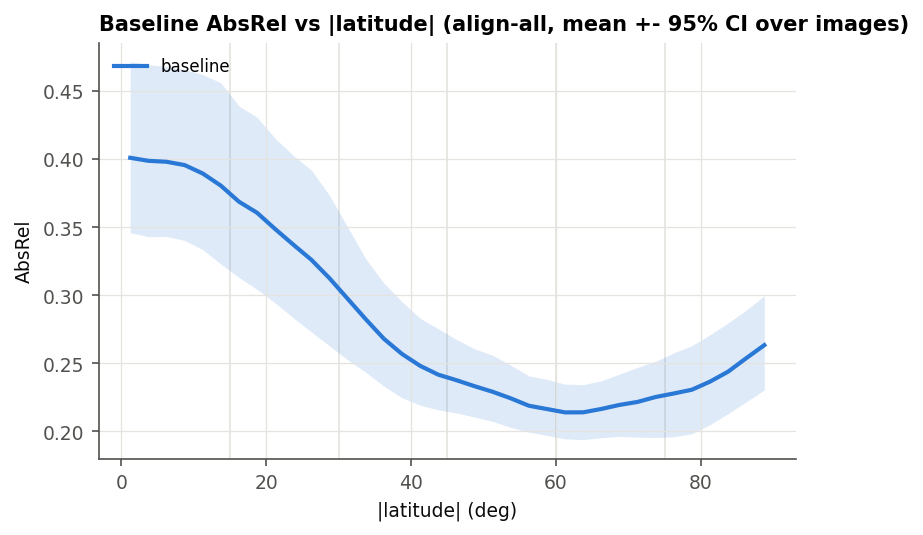 Baseline AbsRel vs |latitude| (align-all, mean +- 95% CI over images)
baseline
0.45
0.40
0.35
0.30
0.25
0.20
AbsRel
0 20 40 60 80
|latitude| (deg)